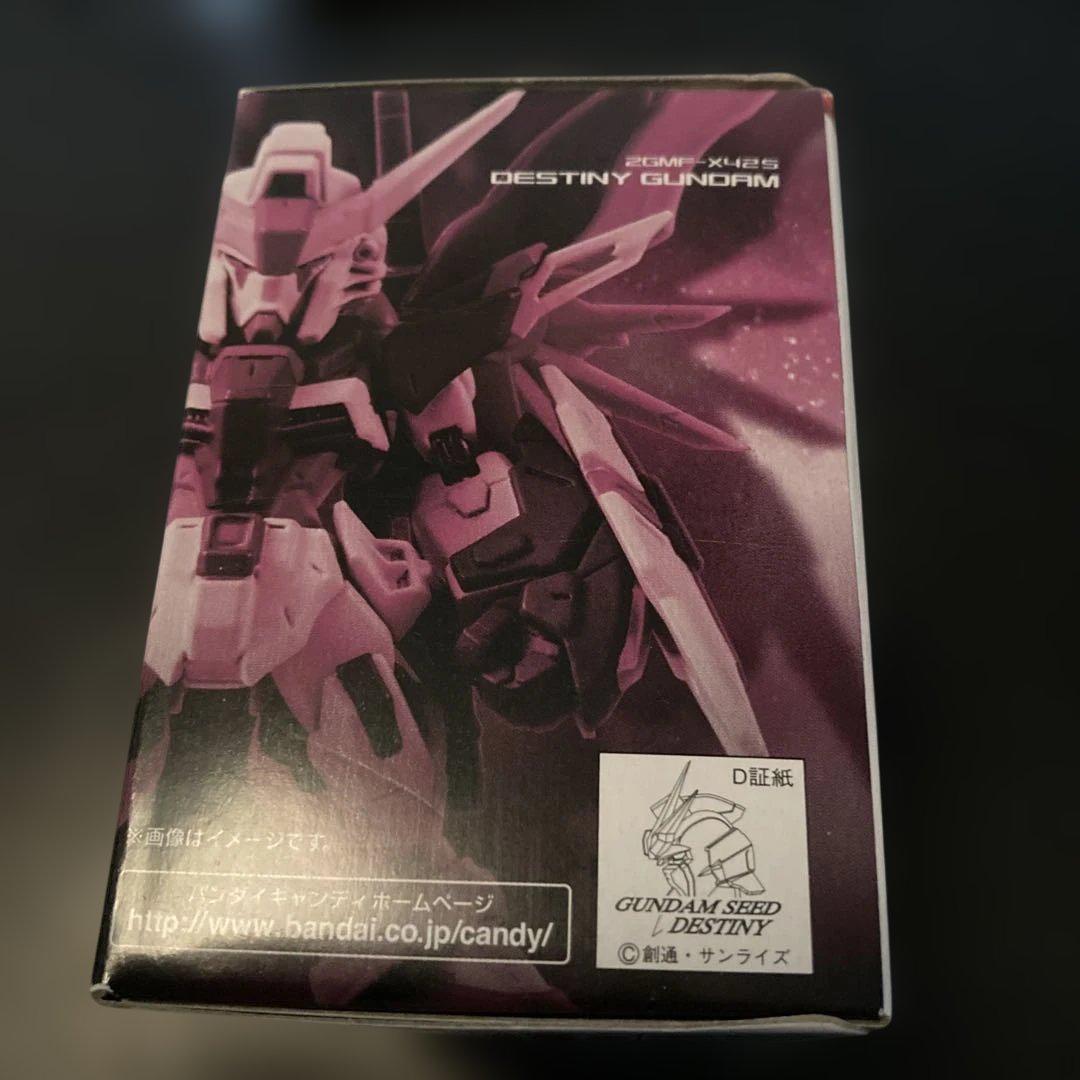 ZGMF-X42S
DESTINY GUNDAM
D証紙
GUNDAM SEED
DESTINY
©創通・サンライズ
※画像はイメージです。
バンダイキャンディホームページ
http://www.bandai.co.jp/candy/